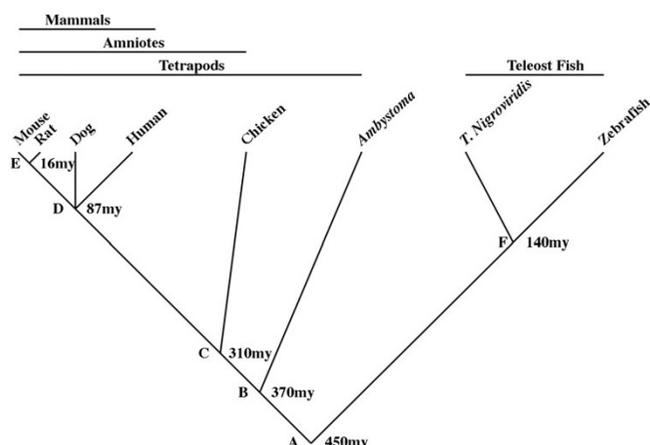 Mammals
Amniotes
Tetrapods
Teleost Fish
Mouse
Rat
Dog
Human
Chicken
Ambystoma
T. Nigroviridis
Zebrafish
E 16my
D 87my
F 140my
C 310my
B 370my
A 450my